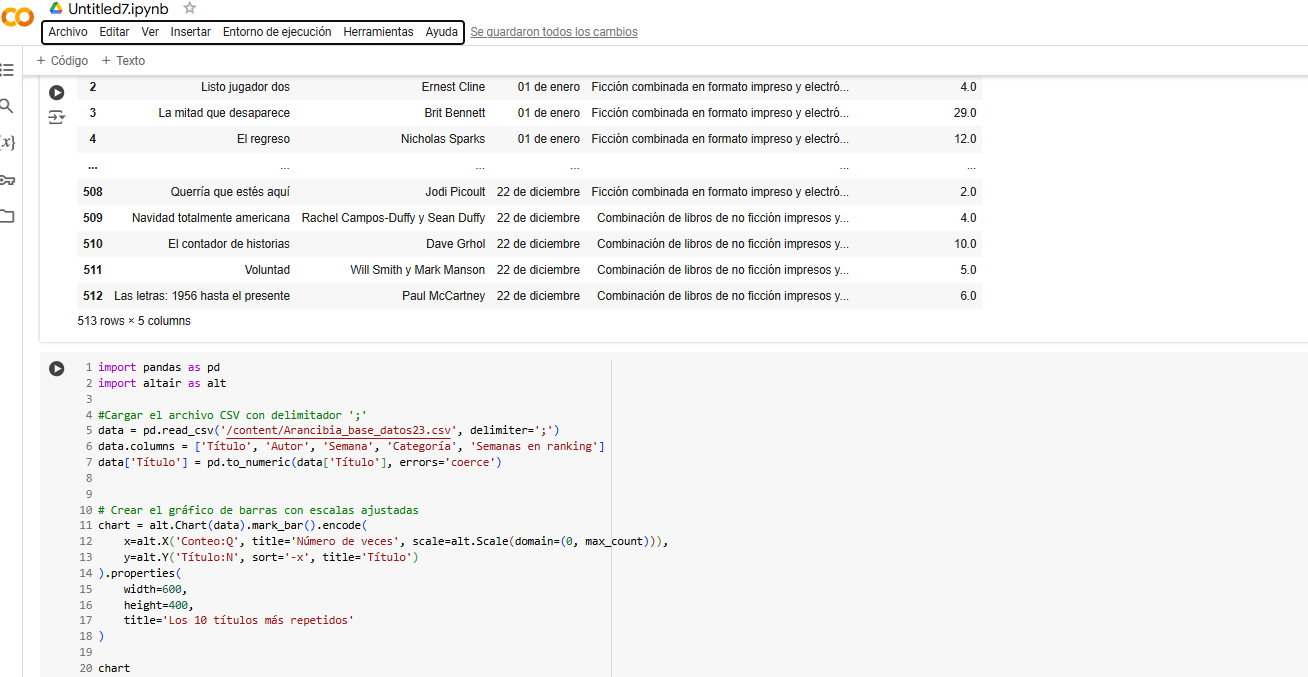 Untitled7.ipynb
Archivo Editar Ver Insertar Entorno de ejecución Herramientas Ayuda Se guardaron todos los cambios
+ Código + Texto
2 Listo jugador dos Ernest Cline 01 de enero Ficción combinada en formato impreso y electró... 4.0
3 La mitad que desaparece Brit Bennett 01 de enero Ficción combinada en formato impreso y electró... 29.0
4 El regreso Nicholas Sparks 01 de enero Ficción combinada en formato impreso y electró... 12.0
... ... ... ... ... ...
508 Querría que estés aquí Jodi Picoult 22 de diciembre Ficción combinada en formato impreso y electró... 2.0
509 Navidad totalmente americana Rachel Campos-Duffy y Sean Duffy 22 de diciembre Combinación de libros de no ficción impresos y... 4.0
510 El contador de historias Dave Grhol 22 de diciembre Combinación de libros de no ficción impresos y... 10.0
511 Voluntad Will Smith y Mark Manson 22 de diciembre Combinación de libros de no ficción impresos y... 5.0
512 Las letras: 1956 hasta el presente Paul McCartney 22 de diciembre Combinación de libros de no ficción impresos y... 6.0
513 rows × 5 columns
1 import pandas as pd
2 import altair as alt
3
4 #Cargar el archivo CSV con delimitador ';'
5 data = pd.read_csv('/content/Arancibia_base_datos23.csv', delimiter=';')
6 data.columns = ['Título', 'Autor', 'Semana', 'Categoría', 'Semanas en ranking']
7 data['Título'] = pd.to_numeric(data['Título'], errors='coerce')
8
9
10 # Crear el gráfico de barras con escalas ajustadas
11 chart = alt.Chart(data).mark_bar().encode(
12 x=alt.X('Conteo:Q', title='Número de veces', scale=alt.Scale(domain=(0, max_count))),
13 y=alt.Y('Título:N', sort='-x', title='Título')
14 ).properties(
15 width=600,
16 height=400,
17 title='Los 10 títulos más repetidos'
18 )
19
20 chart